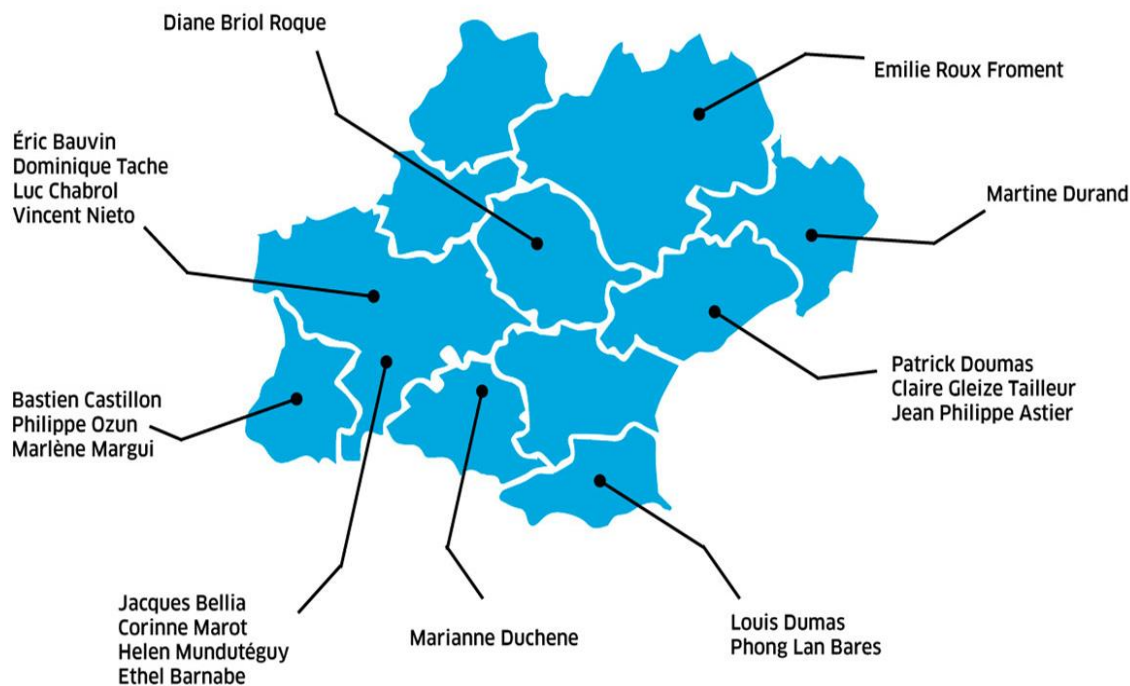 Diane Briol Roque
Emilie Roux Froment
Éric Bauvin
Dominique Tache
Luc Chabrol
Vincent Nieto
Martine Durand
Patrick Doumas
Claire Gleize Tailleur
Jean Philippe Astier
Bastien Castillon
Philippe Ozun
Marlène Margui
Jacques Bellia
Corinne Marot
Helen Mundutéguy
Ethel Barnabe
Marianne Duchene
Louis Dumas
Phong Lan Bares